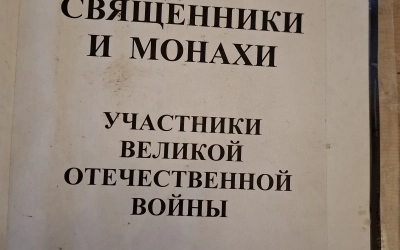 СВЯЩЕННИКИ
И МОНАХИ
УЧАСТНИКИ
ВЕЛИКОЙ
ОТЕЧЕСТВЕННОЙ
ВОЙНЫ